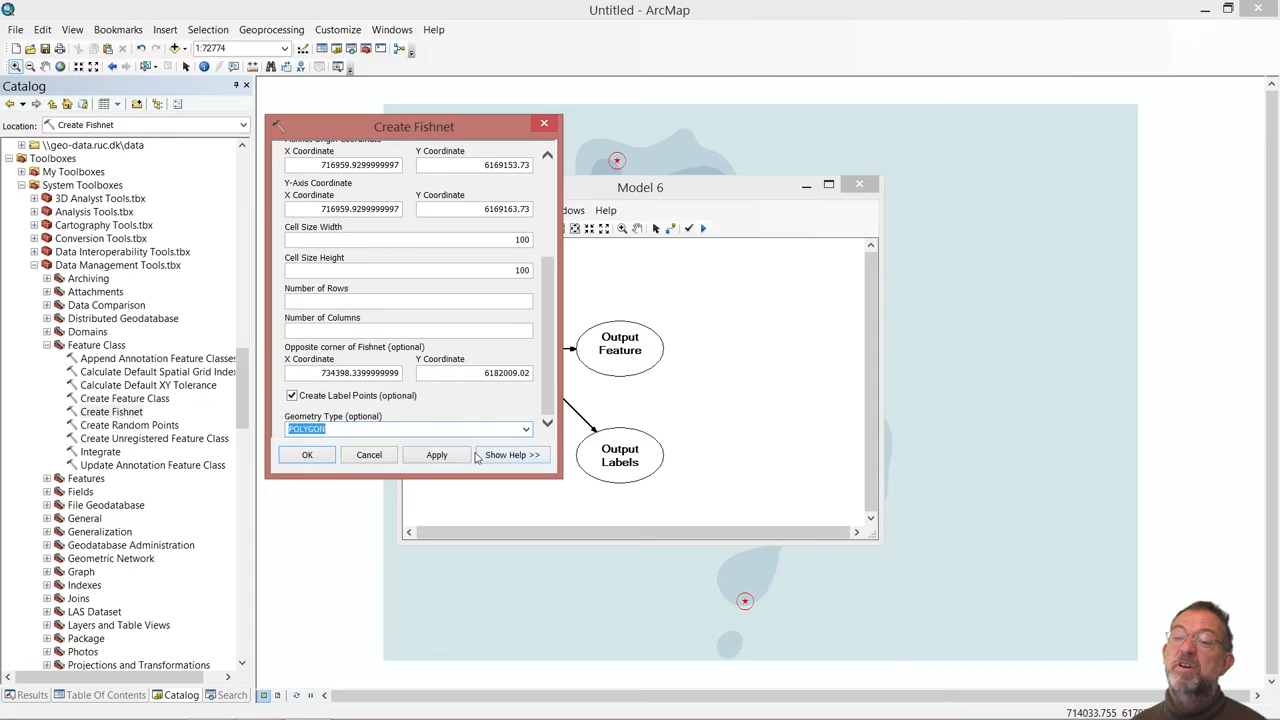 Untitled - ArcMap
File Edit View Bookmarks Insert Selection Geoprocessing Customize Windows Help
1:72774
Catalog
Location: Create Fishnet
\\geo-data.ruc.dk\data
Toolboxes
My Toolboxes
System Toolboxes
3D Analyst Tools.tbx
Analysis Tools.tbx
Cartography Tools.tbx
Conversion Tools.tbx
Data Interoperability Tools.tbx
Data Management Tools.tbx
Archiving
Attachments
Data Comparison
Distributed Geodatabase
Domains
Feature Class
Append Annotation Feature Classes
Calculate Default Spatial Grid Index
Calculate Default XY Tolerance
Create Feature Class
Create Fishnet
Create Random Points
Create Unregistered Feature Class
Integrate
Update Annotation Feature Class
Features
Fields
File Geodatabase
General
Generalization
Geodatabase Administration
Geometric Network
Graph
Indexes
Joins
LAS Dataset
Layers and Table Views
Package
Photos
Projections and Transformations
Results Table Of Contents Catalog Search
Create Fishnet
X Coordinate Y Coordinate
716959.9299999997 6169153.73
Y-Axis Coordinate
X Coordinate Y Coordinate
716959.9299999997 6169163.73
Cell Size Width
100
Cell Size Height
100
Number of Rows
Number of Columns
Opposite corner of Fishnet (optional)
X Coordinate Y Coordinate
734398.3399999999 6182009.02
Create Label Points (optional)
Geometry Type (optional)
POLYGON
OK Cancel Apply Show Help >>
Model 6
Help
Output
Feature
Output
Labels
714033.755